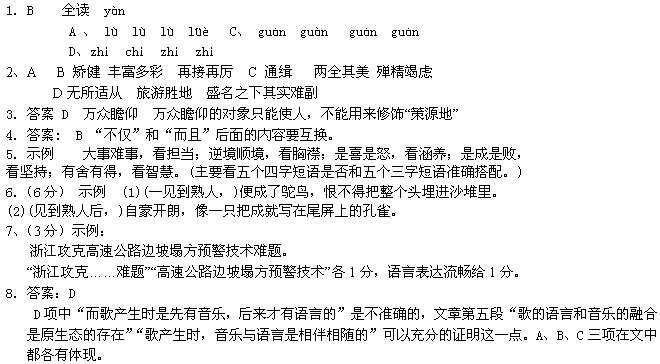 1. B 全读 yàn
A、lù lù lù lüè C、guān guàn guān guān
D、zhi chi zhi zhi
2、A B 矫健 丰富多彩 再接再厉 C 通缉 两全其美 殚精竭虑
D 无所适从 旅游胜地 盛名之下其实难副
3. 答案 D 万众瞻仰 万众瞻仰的对象只能使人，不能用来修饰“策源地”
4. 答案: B “不仅”和“而且”后面的内容要互换。
5. 示例 大事难事，看担当；逆境顺境，看胸襟；是喜是怒，看涵养；是成是败，
看坚持；有舍有得，看智慧。(主要看五个四字短语是否和五个三字短语准确搭配。)
6. (6分) 示例 (1)(一见到熟人，)便成了鸵鸟，恨不得把整个头埋进沙堆里。
(2)(见到熟人后，)自蒙开朗，像一只把成就写在尾屏上的孔雀。
7、(3分)示例：
浙江攻克高速公路边坡塌方预警技术难题。
“浙江攻克……难题”“高速公路边坡塌方预警技术”各1分，语言表达流畅给1分。
8. 答案：D
D项中“而歌产生时是先有音乐，后来才有语言的”是不准确的，文章第五段“歌的语言和音乐的融合
是原生态的存在”“歌产生时，音乐与语言是相伴相随的”可以充分的证明这一点。A、B、C三项在文中
都各有体现。